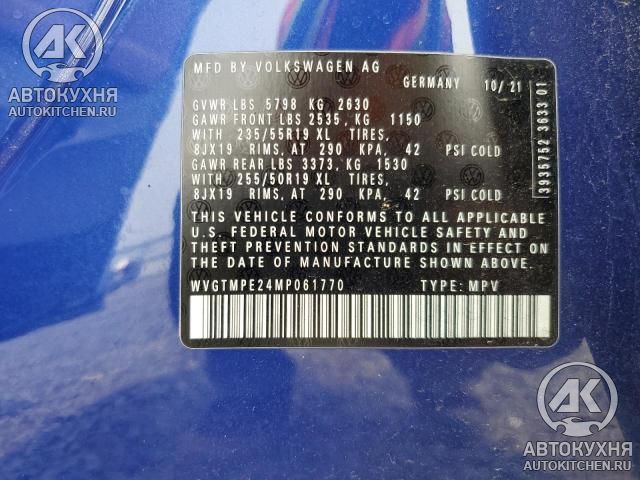 АК
АВТОКУХНЯ
AUTOKITCHEN.RU
MFD BY VOLKSWAGEN AG
GERMANY 10/21
GVWR LBS 5798 KG 2630
GAWR FRONT LBS 2535, KG 1150
WITH 235/55R19 XL TIRES,
8JX19 RIMS, AT 290 KPA, 42 PSI COLD
GAWR REAR LBS 3373, KG 1530
WITH 255/50R19 XL TIRES,
8JX19 RIMS, AT 290 KPA, 42 PSI COLD
THIS VEHICLE CONFORMS TO ALL APPLICABLE
U.S. FEDERAL MOTOR VEHICLE SAFETY AND
THEFT PREVENTION STANDARDS IN EFFECT ON
THE DATE OF MANUFACTURE SHOWN ABOVE.
WVGTMPE24MP061770 TYPE: MPV
3935752 3633 01
АК
АВТОКУХНЯ
AUTOKITCHEN.RU